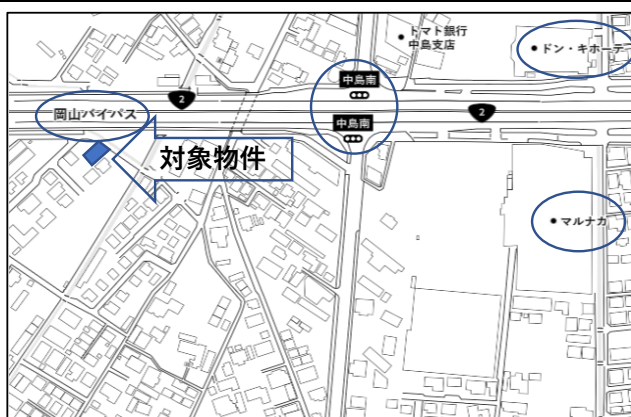 トマト銀行
中島支店
ドン・キホーテ
中島南
2
岡山バイパス
2
中島南
対象物件
マルナカ